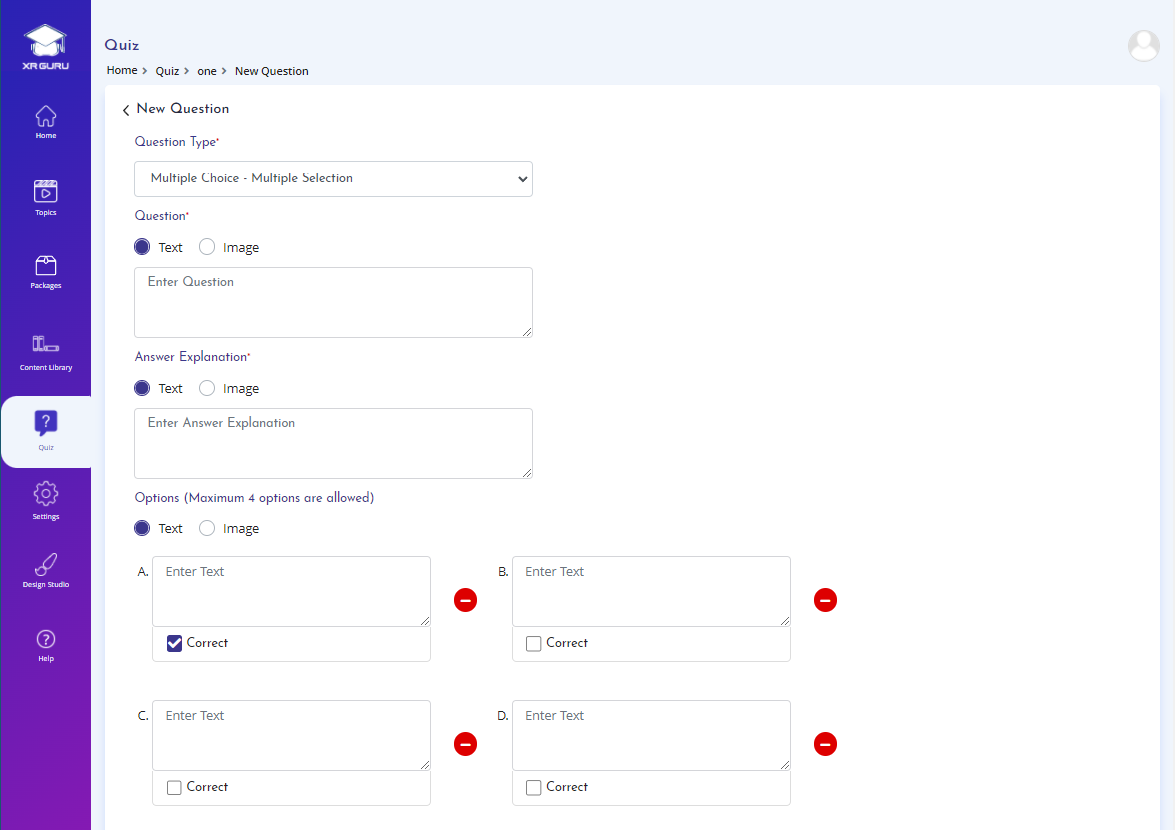 XR GURU
Home
Topics
Packages
Content Library
?
Quiz
Settings
Design Studio
?
Help
Quiz
Home > Quiz > one > New Question
New Question
Question Type*
Multiple Choice - Multiple Selection
Question*
Text Image
Enter Question
Answer Explanation*
Text Image
Enter Answer Explanation
Options (Maximum 4 options are allowed)
Text Image
A. Enter Text B. Enter Text
Correct Correct
C. Enter Text D. Enter Text
Correct Correct